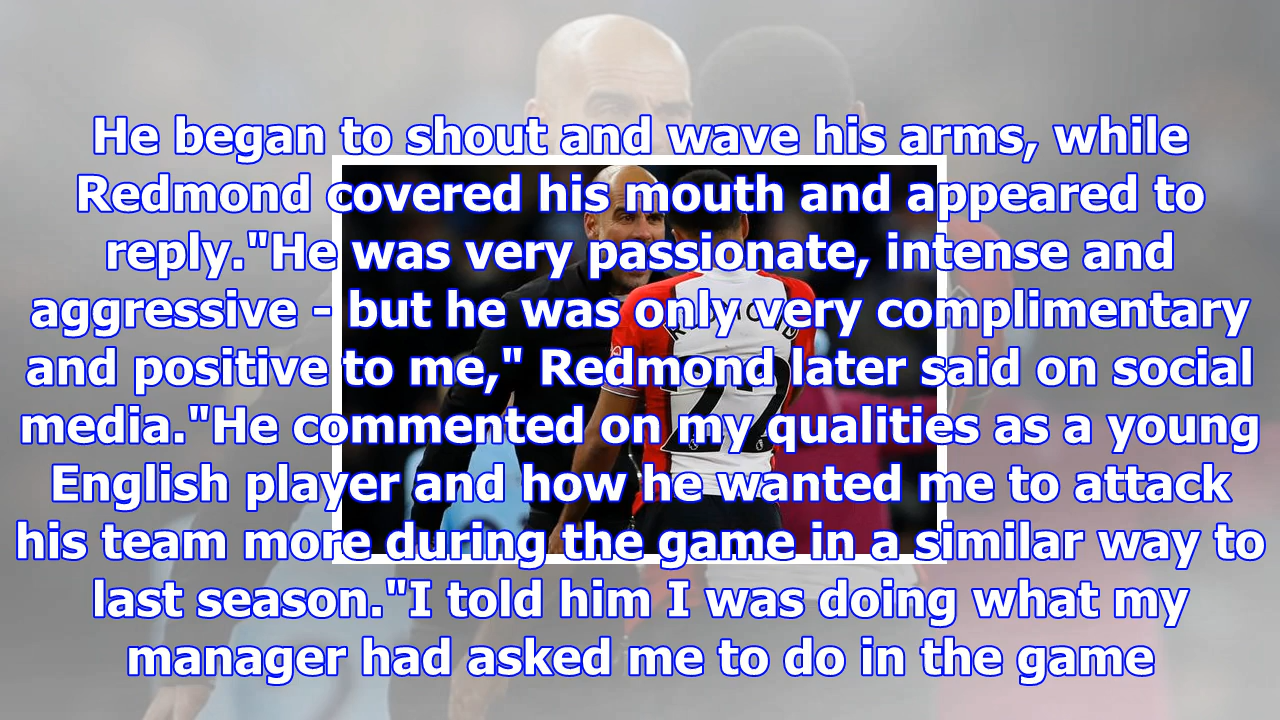 He began to shout and wave his arms, while
Redmond covered his mouth and appeared to
reply."He was very passionate, intense and
aggressive - but he was only very complimentary
and positive to me," Redmond later said on social
media."He commented on my qualities as a young
English player and how he wanted me to attack
his team more during the game in a similar way to
last season."I told him I was doing what my
manager had asked me to do in the game
REDMOND
22